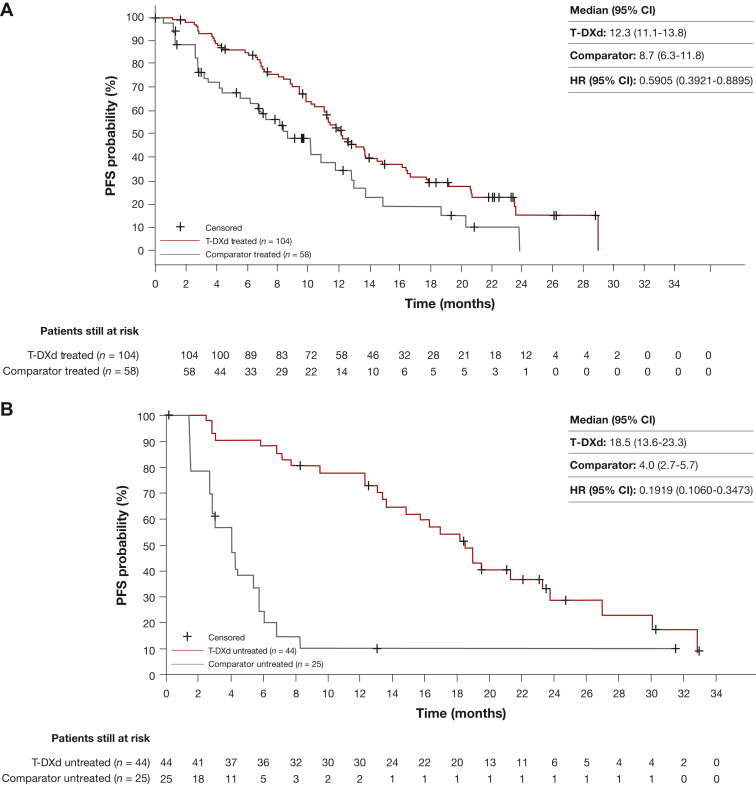 A
Median (95% CI)
T-DXd: 12.3 (11.1-13.8)
Comparator: 8.7 (6.3-11.8)
HR (95% CI): 0.5905 (0.3921-0.8895)
PFS probability (%)
100
90
80
70
60
50
40
30
20
10
0
Censored
T-DXd treated (n = 104)
Comparator treated (n = 58)
0 2 4 6 8 10 12 14 16 18 20 22 24 26 28 30 32 34
Time (months)
Patients still at risk
T-DXd treated (n = 104) 104 100 89 83 72 58 46 32 28 21 18 12 4 4 2 0 0 0
Comparator treated (n = 58) 58 44 33 29 22 14 10 6 5 5 3 1 0 0 0 0 0 0
B
Median (95% CI)
T-DXd: 18.5 (13.6-23.3)
Comparator: 4.0 (2.7-5.7)
HR (95% CI): 0.1919 (0.1060-0.3473)
PFS probability (%)
100
90
80
70
60
50
40
30
20
10
0
Censored
T-DXd untreated (n = 44)
Comparator untreated (n = 25)
0 2 4 6 8 10 12 14 16 18 20 22 24 26 28 30 32 34
Time (months)
Patients still at risk
T-DXd untreated (n = 44) 44 41 37 36 32 30 30 24 22 20 13 11 6 5 4 4 2 0
Comparator untreated (n = 25) 25 18 11 5 3 2 2 1 1 1 1 1 1 1 1 1 0 0